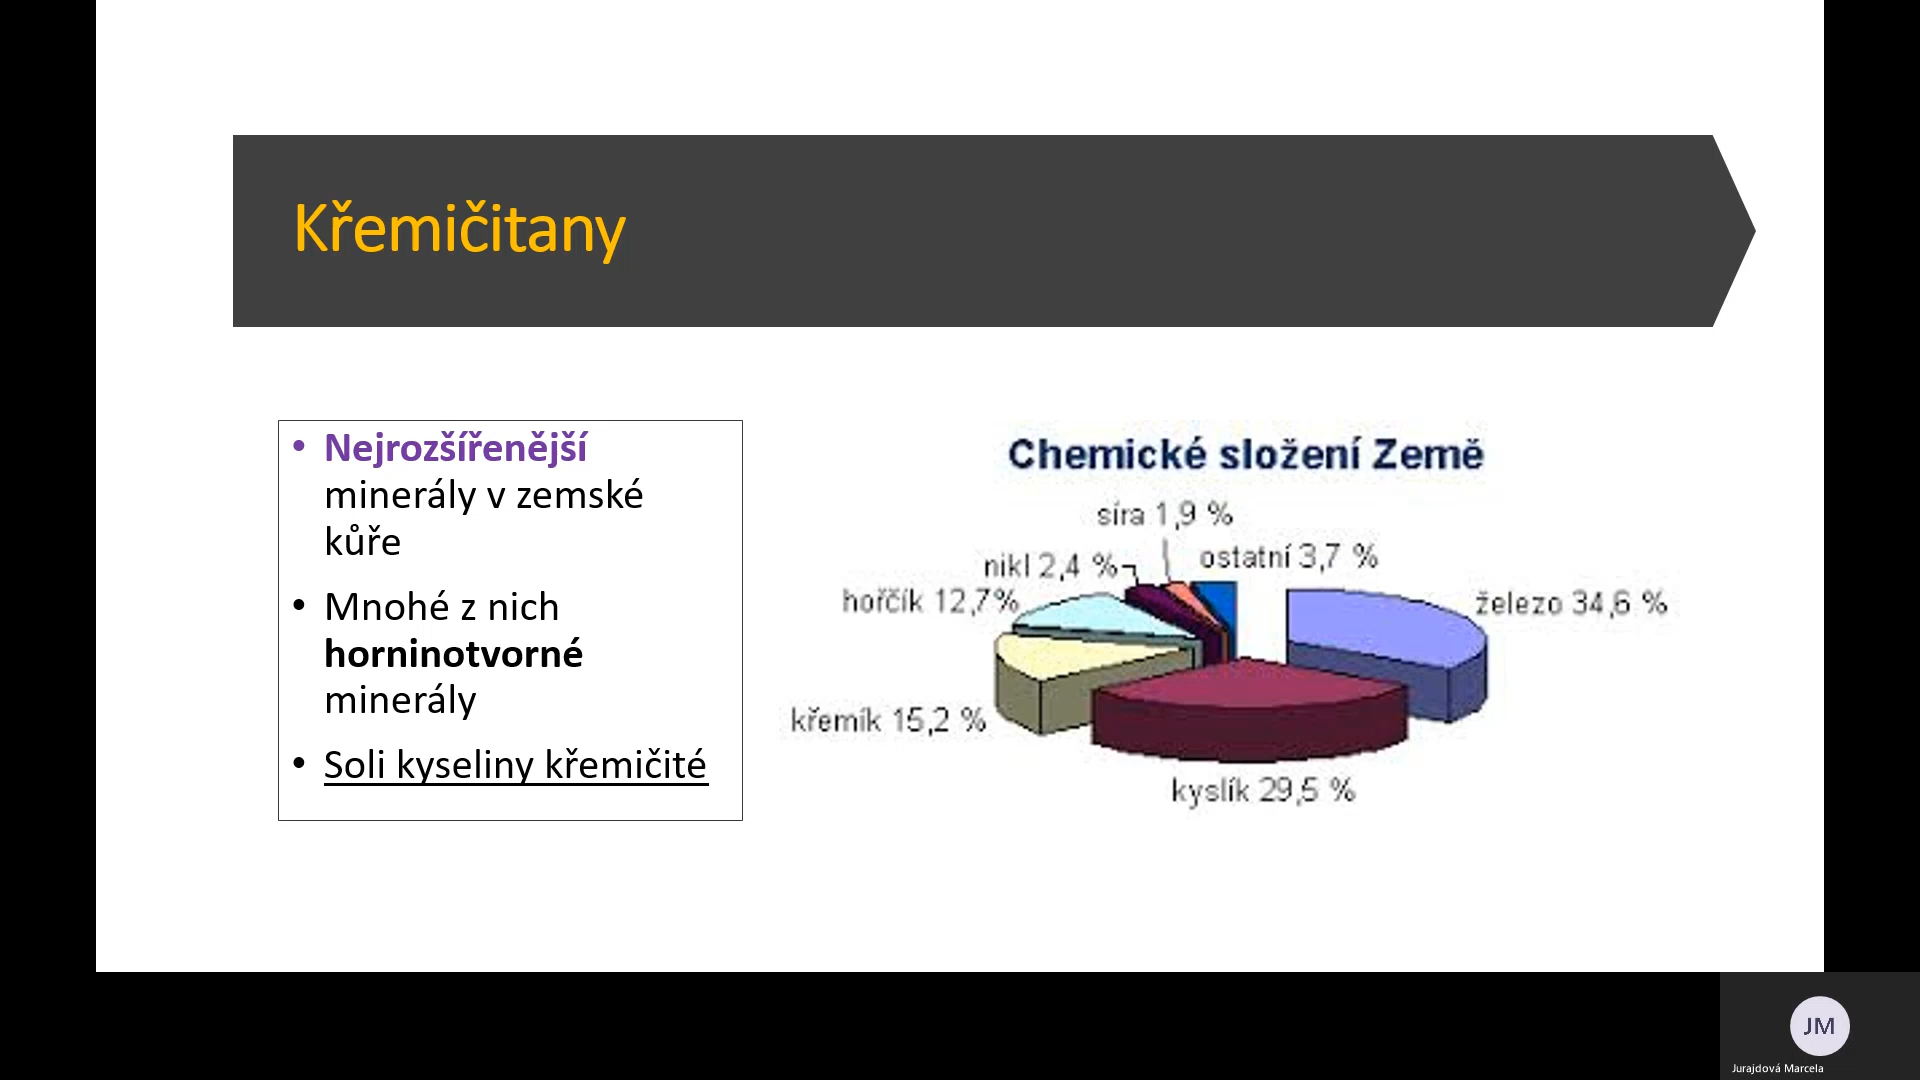 Křemičitany
• Nejrozšířenější
minerály v zemské
kůře
• Mnohé z nich
horninotvorné
minerály
• Soli kyseliny křemičité
Chemické složení Země
síra 1,9 %
ostatní 3,7 %
nikl 2,4 %
hořčík 12,7%
železo 34,6 %
křemík 15,2 %
kyslík 29,5 %
JM
Jurajdová Marcela